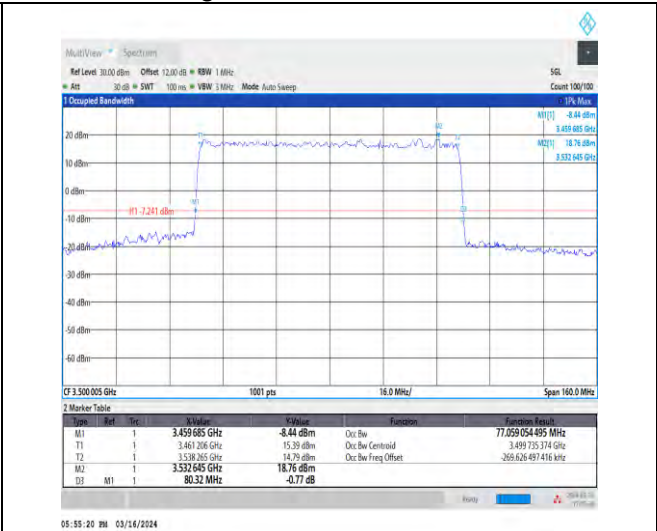 MultiView Spectrum
Ref Level 30.00 dBm Offset 12.00 dB RBW 1 MHz SGL
Att 30 dB SWT 100 ms VBW 3 MHz Mode Auto Sweep Count 100/100
1 Occupied Bandwidth 1Pk Max
M1[1] -8.44 dBm
3.459 685 GHz
M2[1] 18.76 dBm
3.532 645 GHz
M2
20 dBm
T1
10 dBm
0 dBm
M1
H1 -7.241 dBm
D3
-10 dBm
-20 dBm
-30 dBm
-40 dBm
-50 dBm
-60 dBm
CF 3.500 005 GHz 1001 pts 16.0 MHz/ Span 160.0 MHz
2 Marker Table
Type Ref Trc X-Value Y-Value Function Function Result
M1 1 3.459 685 GHz -8.44 dBm Occ Bw 77.059 054 495 MHz
T1 1 3.461 206 GHz 15.39 dBm Occ Bw Centroid 3.499 735 374 GHz
T2 1 3.538 265 GHz 14.79 dBm Occ Bw Freq Offset -269.626 497 416 kHz
M2 1 3.532 645 GHz 18.76 dBm
D3 M1 1 80.32 MHz -0.77 dB
05:55:20 PM 03/16/2024